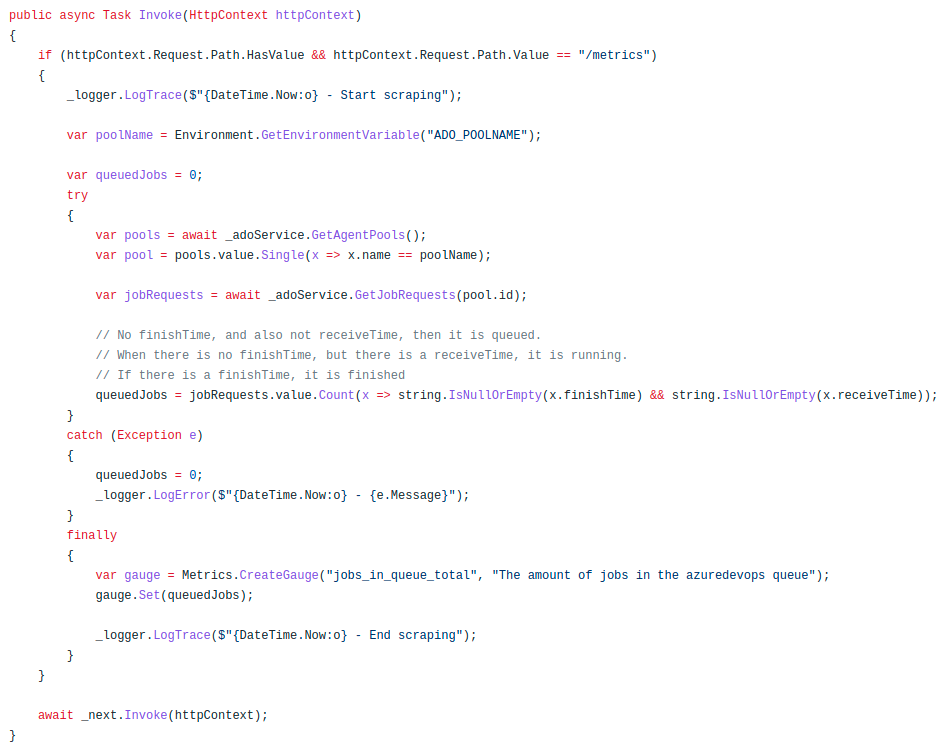 public async Task Invoke(HttpContext httpContext)
{
    if (httpContext.Request.Path.HasValue && httpContext.Request.Path.Value == "/metrics")
    {
        _logger.LogTrace($"{DateTime.Now:o} - Start scraping");

        var poolName = Environment.GetEnvironmentVariable("ADO_POOLNAME");

        var queuedJobs = 0;
        try
        {
            var pools = await _adoService.GetAgentPools();
            var pool = pools.value.Single(x => x.name == poolName);

            var jobRequests = await _adoService.GetJobRequests(pool.id);

            // No finishTime, and also not receiveTime, then it is queued.
            // When there is no finishTime, but there is a receiveTime, it is running.
            // If there is a finishTime, it is finished
            queuedJobs = jobRequests.value.Count(x => string.IsNullOrEmpty(x.finishTime) && string.IsNullOrEmpty(x.receiveTime));
        }
        catch (Exception e)
        {
            queuedJobs = 0;
            _logger.LogError($"{DateTime.Now:o} - {e.Message}");
        }
        finally
        {
            var gauge = Metrics.CreateGauge("jobs_in_queue_total", "The amount of jobs in the azuredevops queue");
            gauge.Set(queuedJobs);

            _logger.LogTrace($"{DateTime.Now:o} - End scraping");
        }
    }

    await _next.Invoke(httpContext);
}